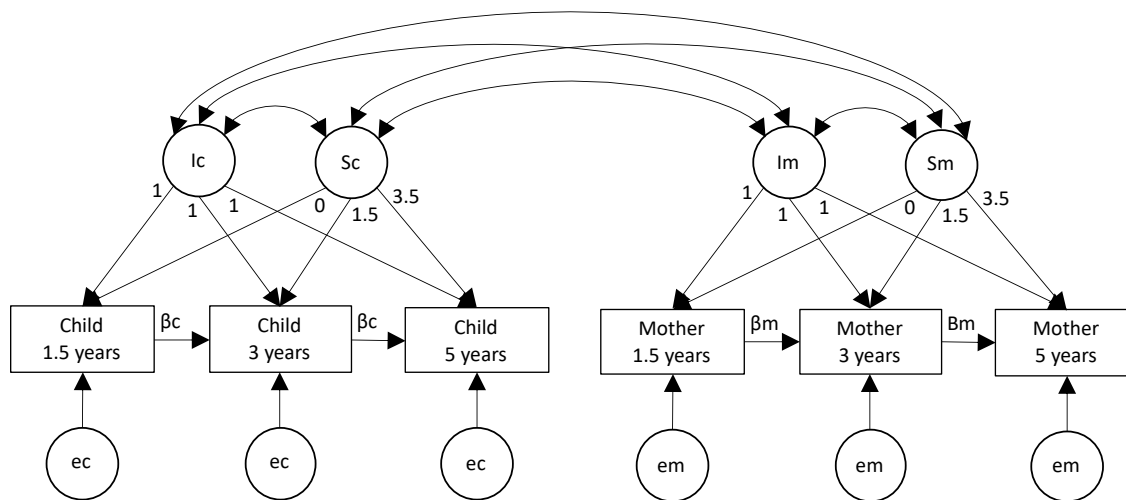 Ic
Sc
Im
Sm
1
1
1
0
1.5
3.5
1
1
1
0
1.5
3.5
Child
1.5 years
βc
Child
3 years
βc
Child
5 years
Mother
1.5 years
βm
Mother
3 years
Bm
Mother
5 years
ec
ec
ec
em
em
em